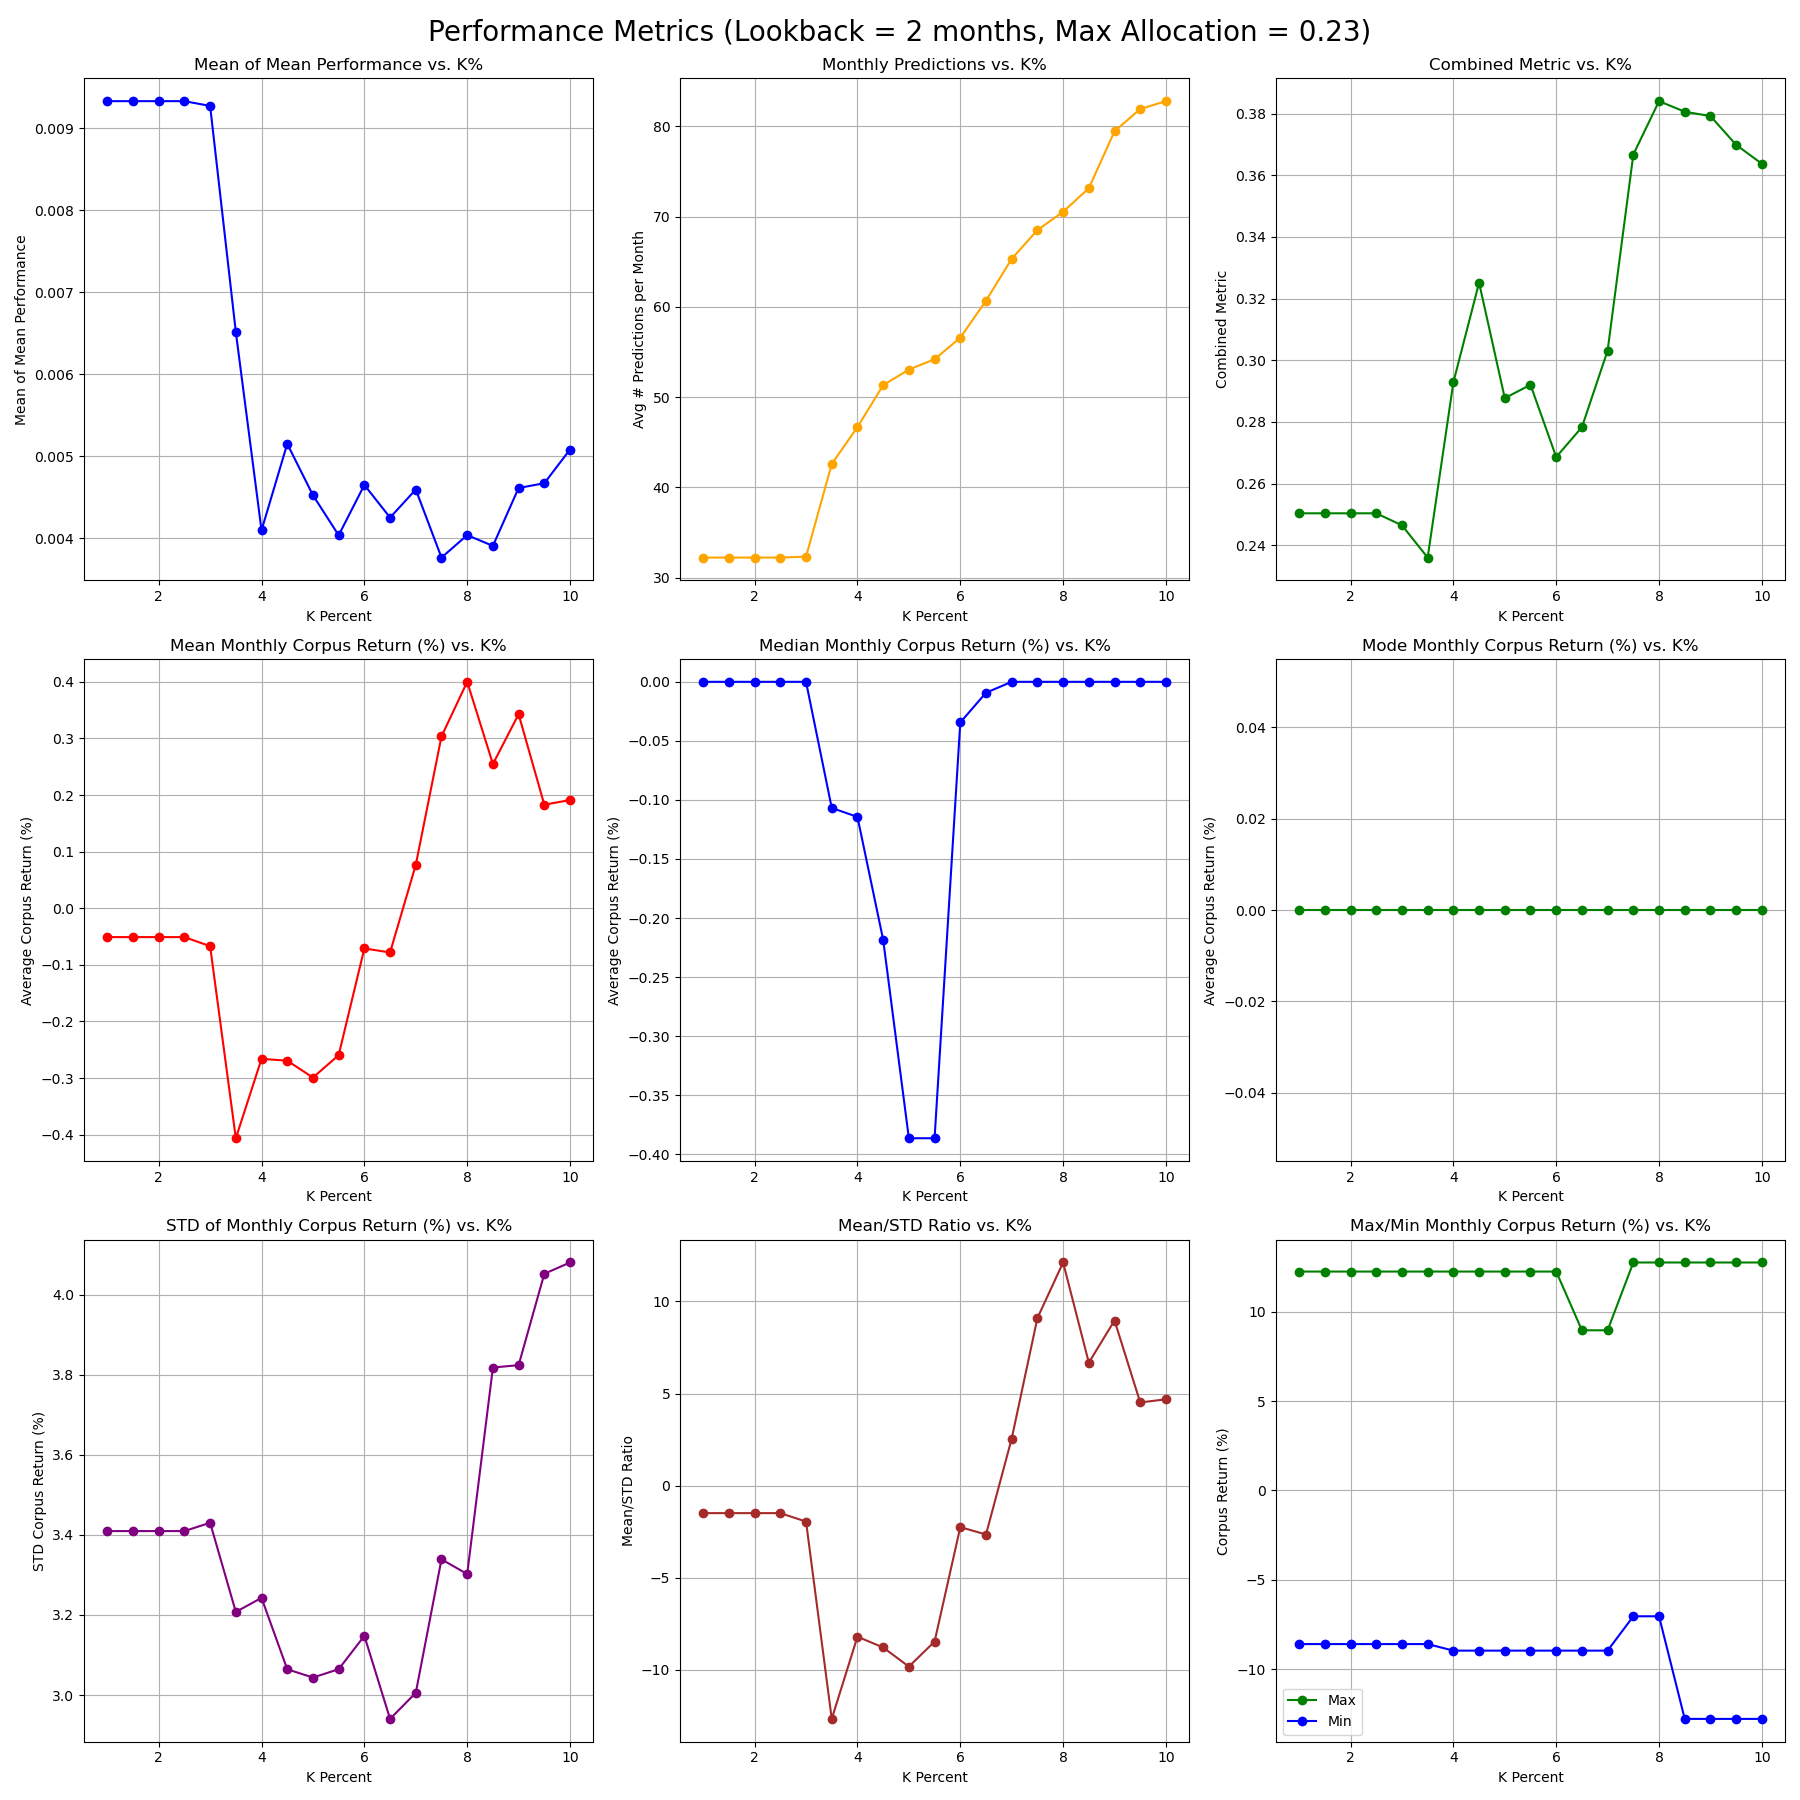 Performance Metrics (Lookback = 2 months, Max Allocation = 0.23)
Mean of Mean Performance vs. K%
Mean of Mean Performance
0.009
0.008
0.007
0.006
0.005
0.004
2 4 6 8 10
K Percent
Monthly Predictions vs. K%
Avg # Predictions per Month
80
70
60
50
40
30
2 4 6 8 10
K Percent
Combined Metric vs. K%
Combined Metric
0.38
0.36
0.34
0.32
0.30
0.28
0.26
0.24
2 4 6 8 10
K Percent
Mean Monthly Corpus Return (%) vs. K%
Average Corpus Return (%)
0.4
0.3
0.2
0.1
0.0
−0.1
−0.2
−0.3
−0.4
2 4 6 8 10
K Percent
Median Monthly Corpus Return (%) vs. K%
Average Corpus Return (%)
0.00
−0.05
−0.10
−0.15
−0.20
−0.25
−0.30
−0.35
−0.40
2 4 6 8 10
K Percent
Mode Monthly Corpus Return (%) vs. K%
Average Corpus Return (%)
0.04
0.02
0.00
−0.02
−0.04
2 4 6 8 10
K Percent
STD of Monthly Corpus Return (%) vs. K%
STD Corpus Return (%)
4.0
3.8
3.6
3.4
3.2
3.0
2 4 6 8 10
K Percent
Mean/STD Ratio vs. K%
Mean/STD Ratio
10
5
0
−5
−10
2 4 6 8 10
K Percent
Max/Min Monthly Corpus Return (%) vs. K%
Corpus Return (%)
10
5
0
−5
−10
Max
Min
2 4 6 8 10
K Percent